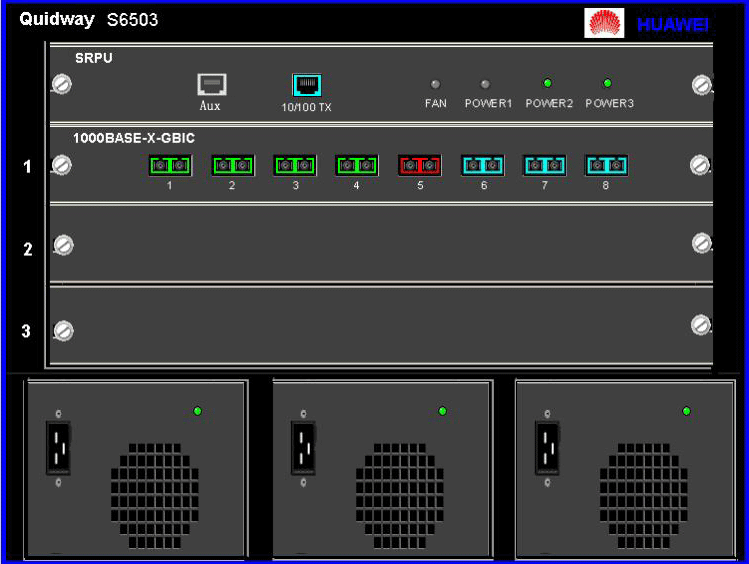 Quidway S6503
HUAWEI
SRPU
Aux
10/100 TX
FAN POWER1 POWER2 POWER3
1000BASE-X-GBIC
1
1 2 3 4 5 6 7 8
2
3